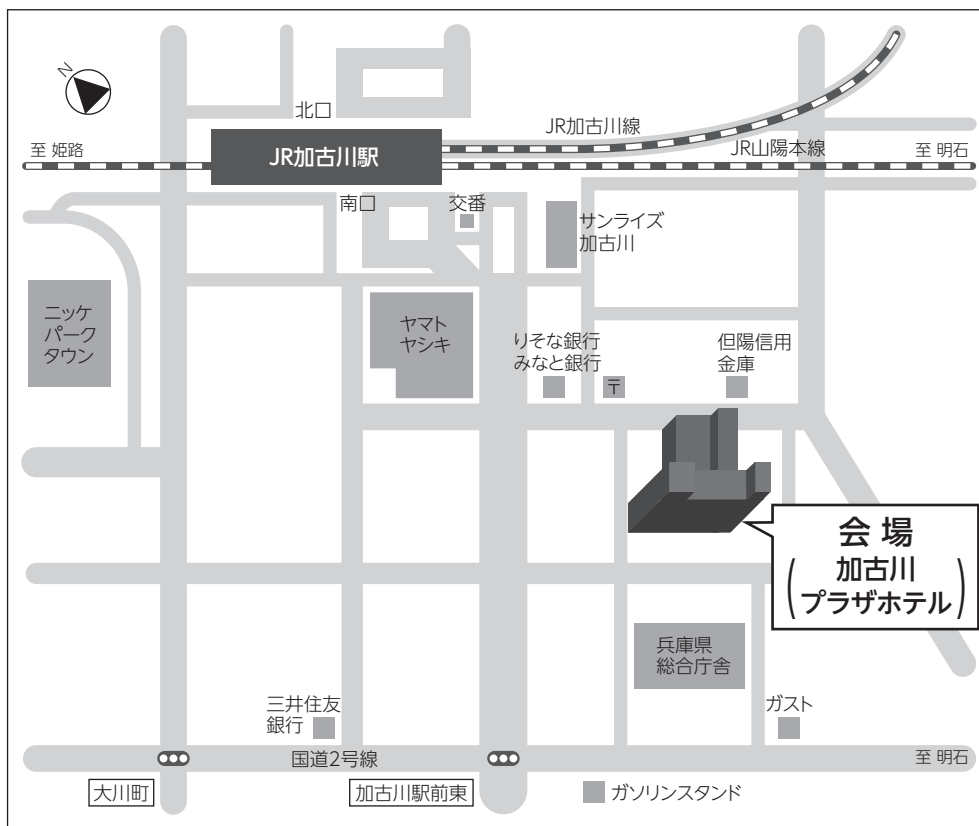 N
北口
JR加古川線
至 姫路
JR加古川駅
JR山陽本線
至 明石
南口
交番
サンライズ
加古川
ニッケ
パーク
タウン
ヤマト
ヤシキ
りそな銀行
みなと銀行
〒
但陽信用
金庫
会 場
(加古川
プラザホテル)
兵庫県
総合庁舎
三井住友
銀行
ガスト
国道2号線
至 明石
大川町
加古川駅前東
ガソリンスタンド